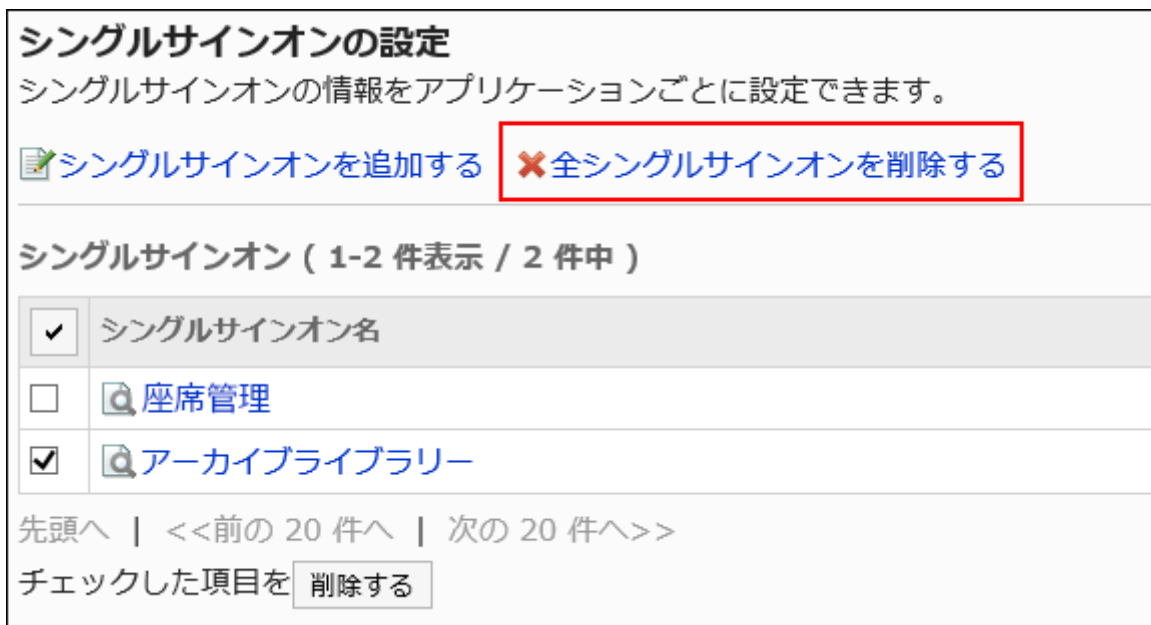 シングルサインオンの設定
シングルサインオンの情報をアプリケーションごとに設定できます。
シングルサインオンを追加する 全シングルサインオンを削除する
シングルサインオン ( 1-2 件表示 / 2 件中 )
シングルサインオン名
座席管理
アーカイブライブラリー
先頭へ | <<前の 20 件へ | 次の 20 件へ>>
チェックした項目を 削除する